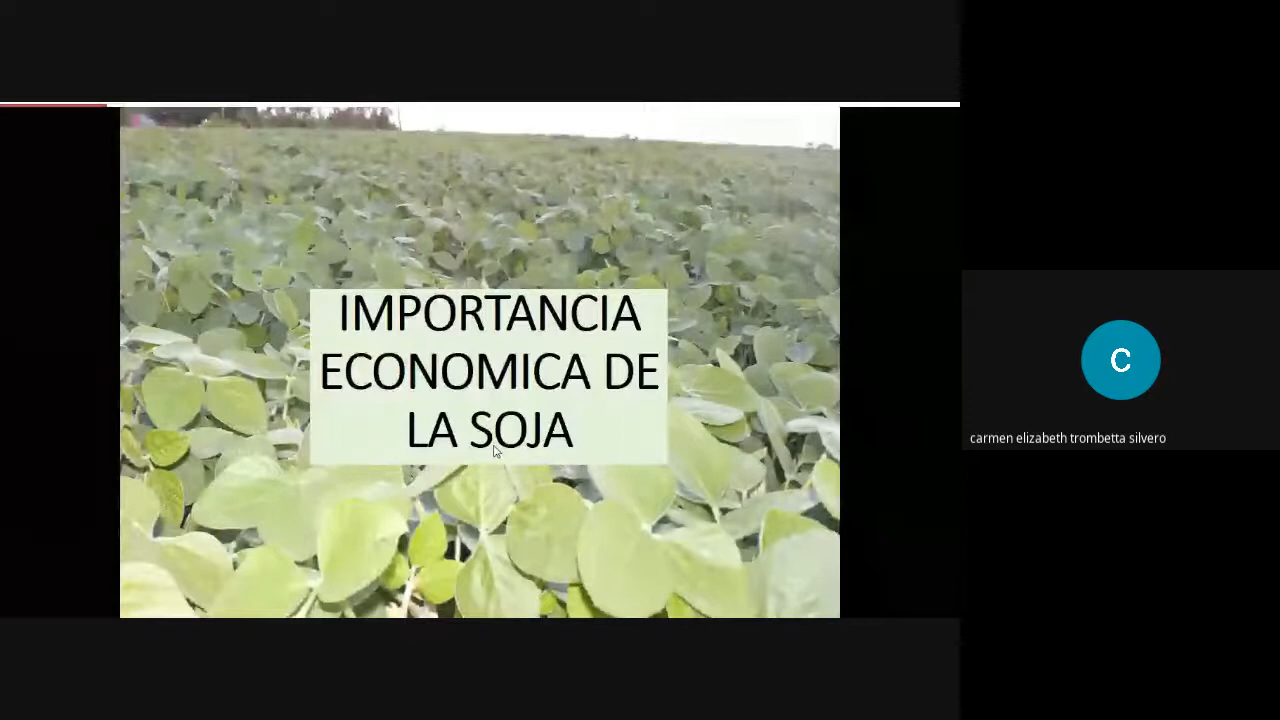 IMPORTANCIA
ECONOMICA DE
LA SOJA
C
carmen elizabeth trombetta silvero